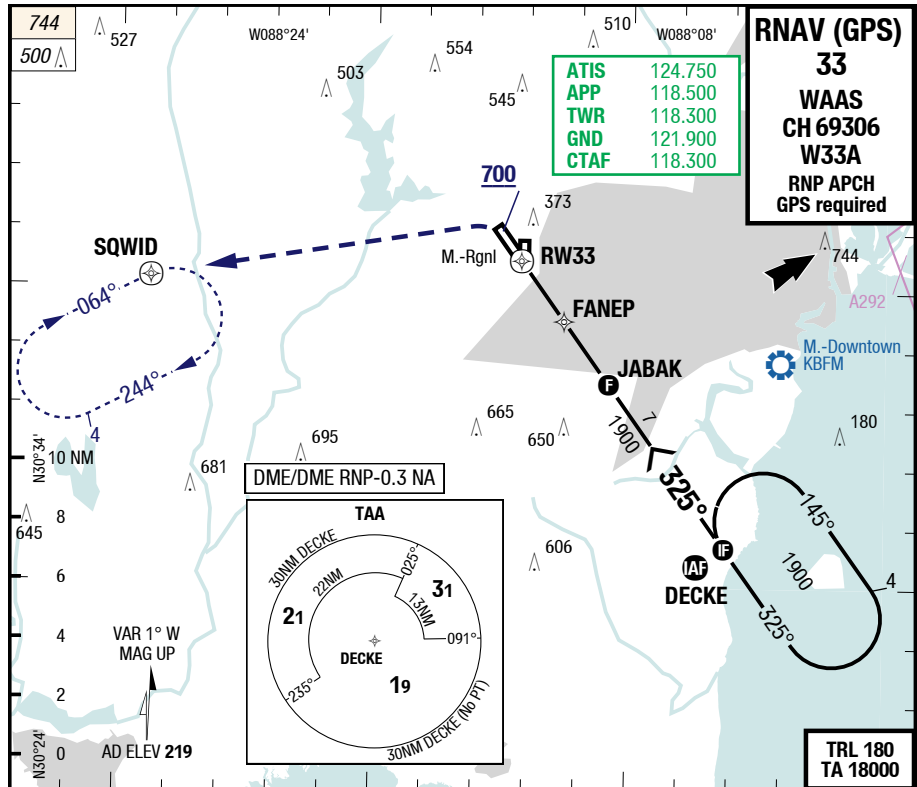 744
500
527
W088°24'
554
510
W088°08'
503
545
ATIS 124.750
APP 118.500
TWR 118.300
GND 121.900
CTAF 118.300
RNAV (GPS)
33
WAAS
CH 69306
W33A
RNP APCH
GPS required
700
373
SQWID
M.-Rgnl
RW33
744
A292
064°
FANEP
M.-Downtown
KBFM
244°
JABAK
F
4
7
1900
665
650
180
695
N30°34'
10 NM
681
DME/DME RNP-0.3 NA
325°
145°
645
8
TAA
30NM DECKE
025°
22NM
31
13NM
21
091°
DECKE
19
235°
30NM DECKE (No PT)
606
IF
IAF
DECKE
1900
4
325°
6
4
VAR 1° W
MAG UP
2
AD ELEV 219
N30°24'
0
TRL 180
TA 18000